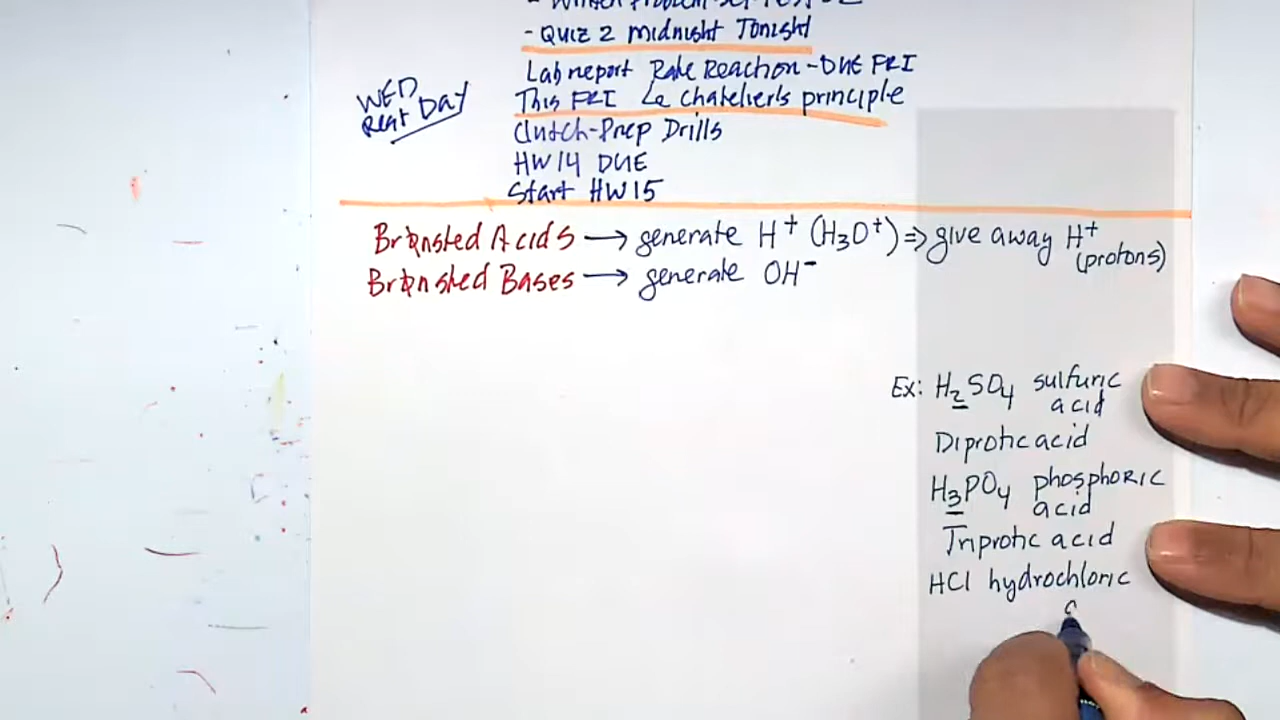 - Quiz 2 midnight Tonight
Lab report Rate Reaction - DUE FRI
WED
Rest Day
This FRI Le Chatelier's principle
Clutch-Prep Drills
HW14 DUE
Start HW15
Brønsted Acids → generate H⁺ (H₃O⁺) ⇒ give away H⁺
(protons)
Brønsted Bases → generate OH⁻
Ex: H₂SO₄ sulfuric
acid
Diprotic acid
H₃PO₄ phosphoric
acid
Triprotic acid
HCl hydrochloric